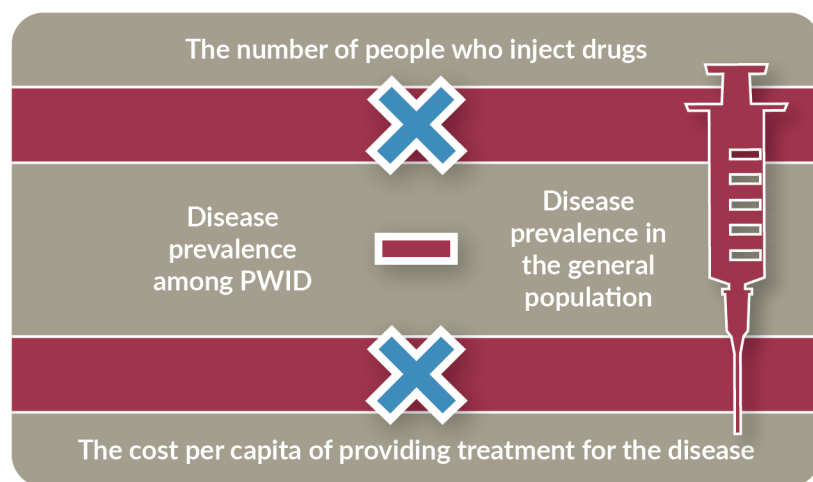 The number of people who inject drugs
Disease
prevalence
among PWID
Disease
prevalence in
the general
population
The cost per capita of providing treatment for the disease